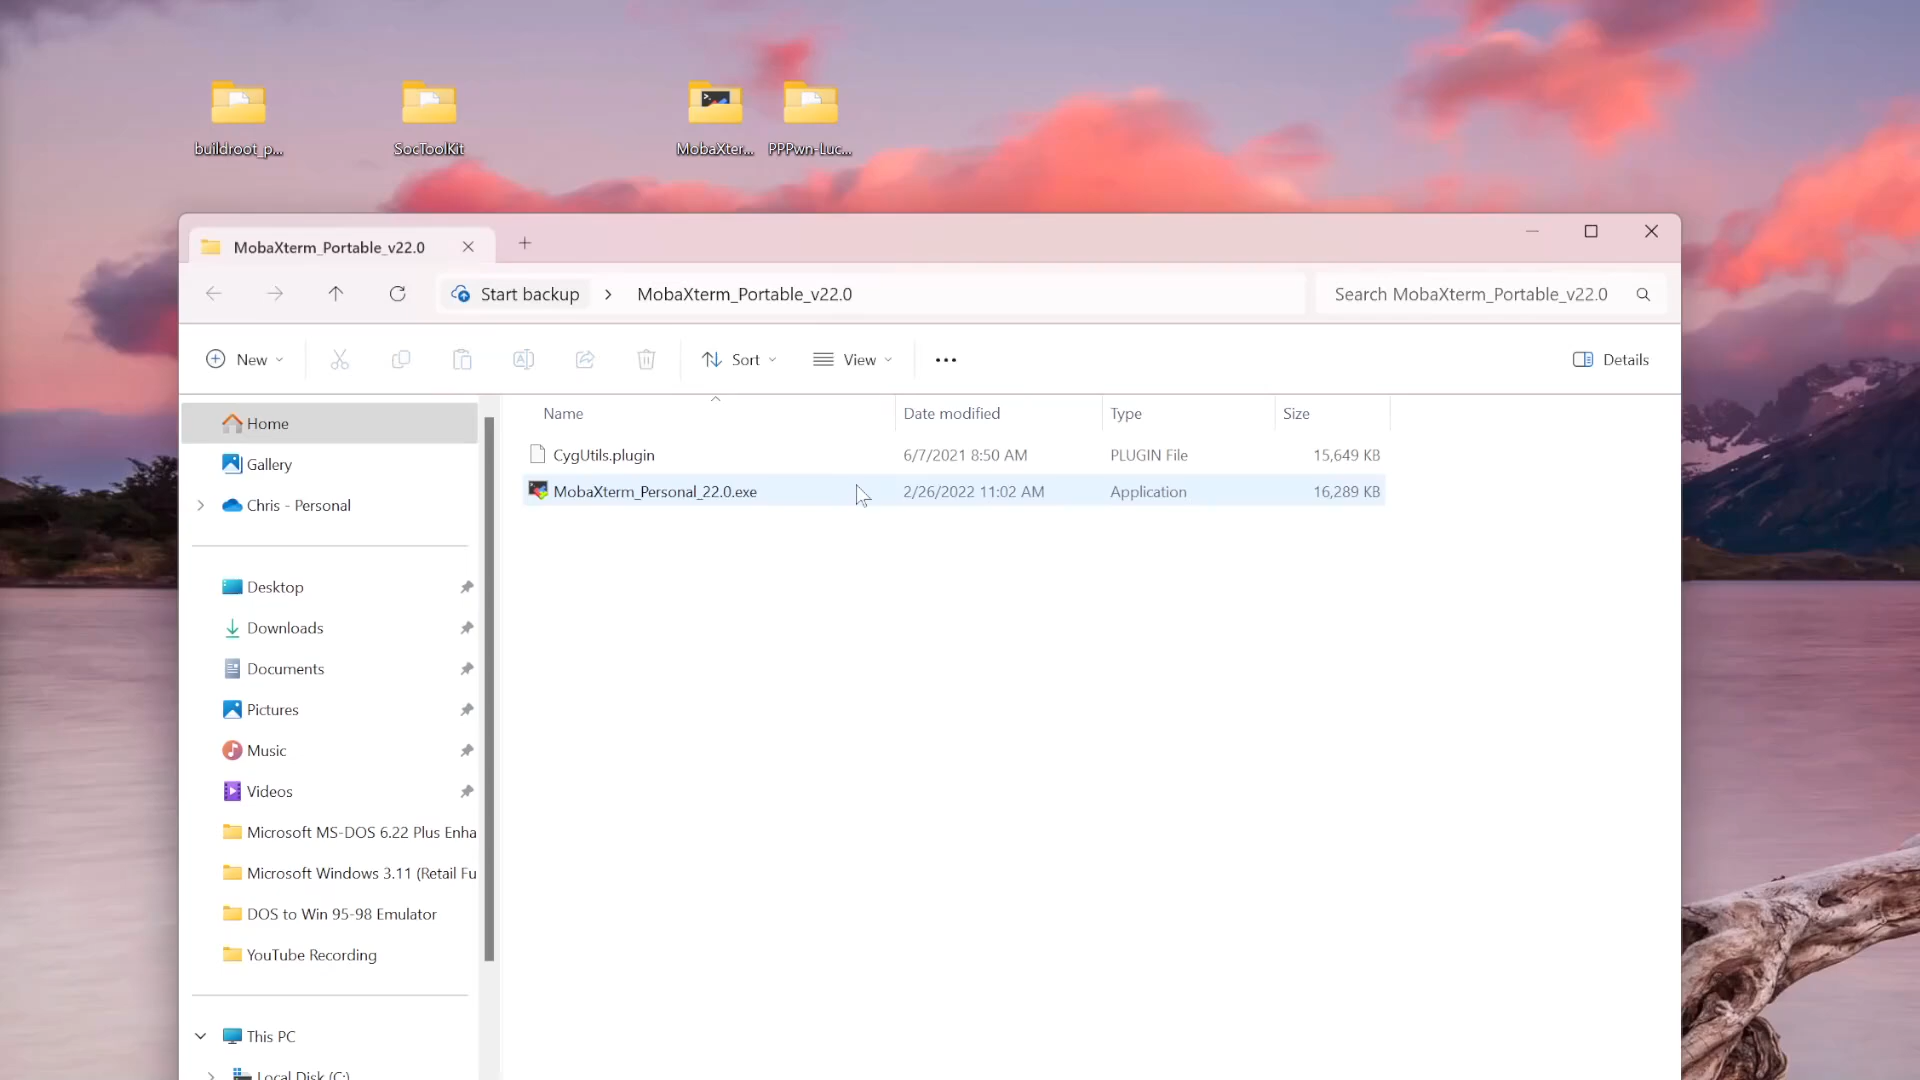 buildroot_p...
SocToolKit
MobaXter...
PPPwn-Luc...
MobaXterm_Portable_v22.0
Start backup
MobaXterm_Portable_v22.0
Search MobaXterm_Portable_v22.0
New
Sort
View
Details
Name
Date modified
Type
Size
CygUtils.plugin
6/7/2021 8:50 AM
PLUGIN File
15,649 KB
MobaXterm_Personal_22.0.exe
2/26/2022 11:02 AM
Application
16,289 KB
Home
Gallery
Chris - Personal
Desktop
Downloads
Documents
Pictures
Music
Videos
Microsoft MS-DOS 6.22 Plus Enha
Microsoft Windows 3.11 (Retail Fu
DOS to Win 95-98 Emulator
YouTube Recording
This PC
Local Disk (C:)